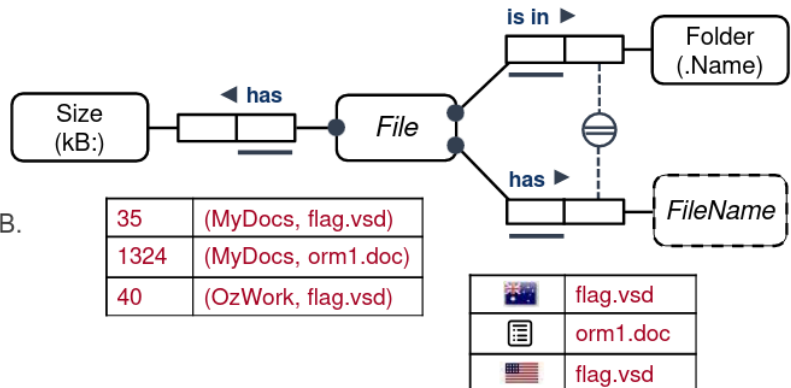 is in ►
Folder
(.Name)
◄ has
Size
(kB:)
File
has ►
FileName
B.
35 (MyDocs, flag.vsd)
1324 (MyDocs, orm1.doc)
40 (OzWork, flag.vsd)
flag.vsd
orm1.doc
flag.vsd